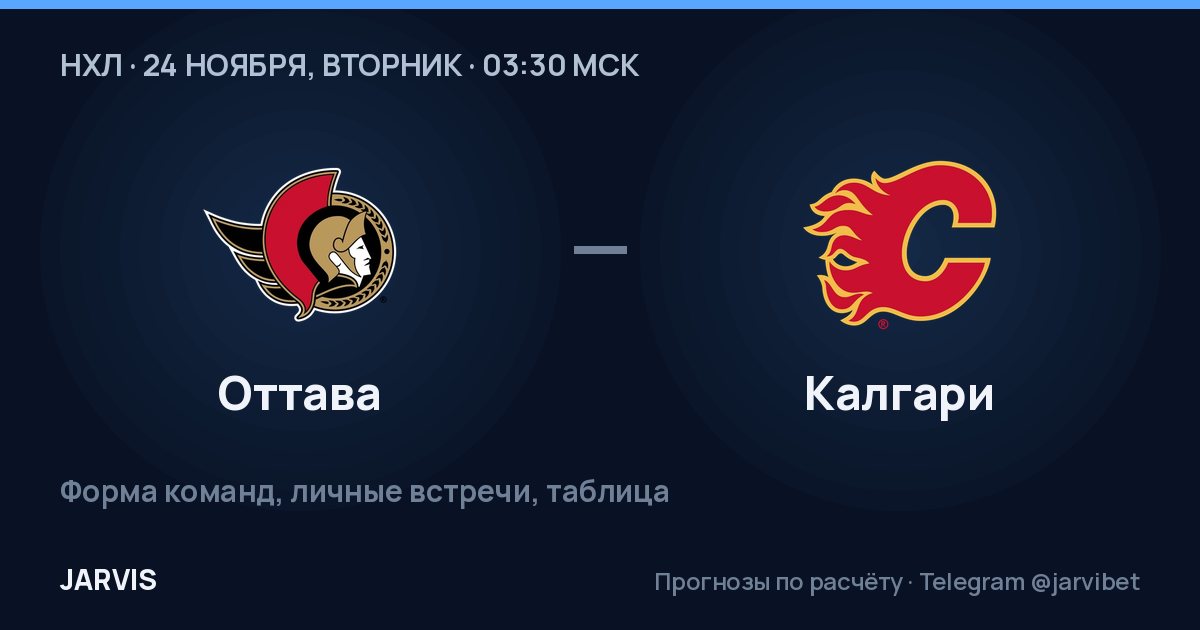 НХЛ · 24 НОЯБРЯ, ВТОРНИК · 03:30 МСК
—
Оттава
Калгари
Форма команд, личные встречи, таблица
JARVIS
Прогнозы по расчёту · Telegram @jarvibet